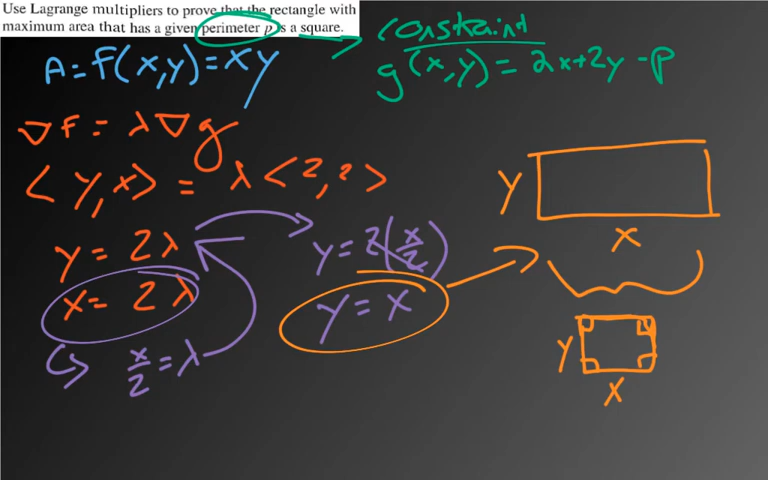 Use Lagrange multipliers to prove that the rectangle with
maximum area that has a given perimeter p is a square.
constraint
A = f(x,y) = xy
g(x,y) = 2x+2y -p
∇f = λ∇g
<y,x> = λ<2,2>
y = 2λ
x = 2λ
x/2 = λ
y = 2(x/2)
y = x
y
x
y
x